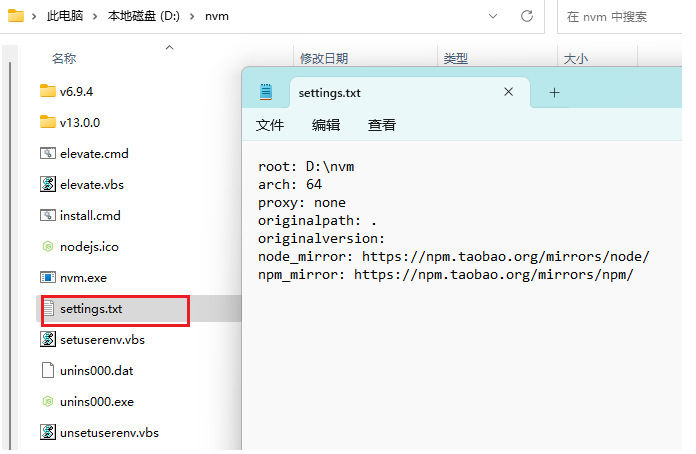 此电脑 本地磁盘 (D:) nvm 在 nvm 中搜索
名称 修改日期 类型 大小
v6.9.4
v13.0.0
elevate.cmd
elevate.vbs
install.cmd
nodejs.ico
nvm.exe
settings.txt
setuserenv.vbs
unins000.dat
unins000.exe
unsetuserenv.vbs
settings.txt
文件 编辑 查看
root: D:\nvm
arch: 64
proxy: none
originalpath: .
originalversion:
node_mirror: https://npm.taobao.org/mirrors/node/
npm_mirror: https://npm.taobao.org/mirrors/npm/